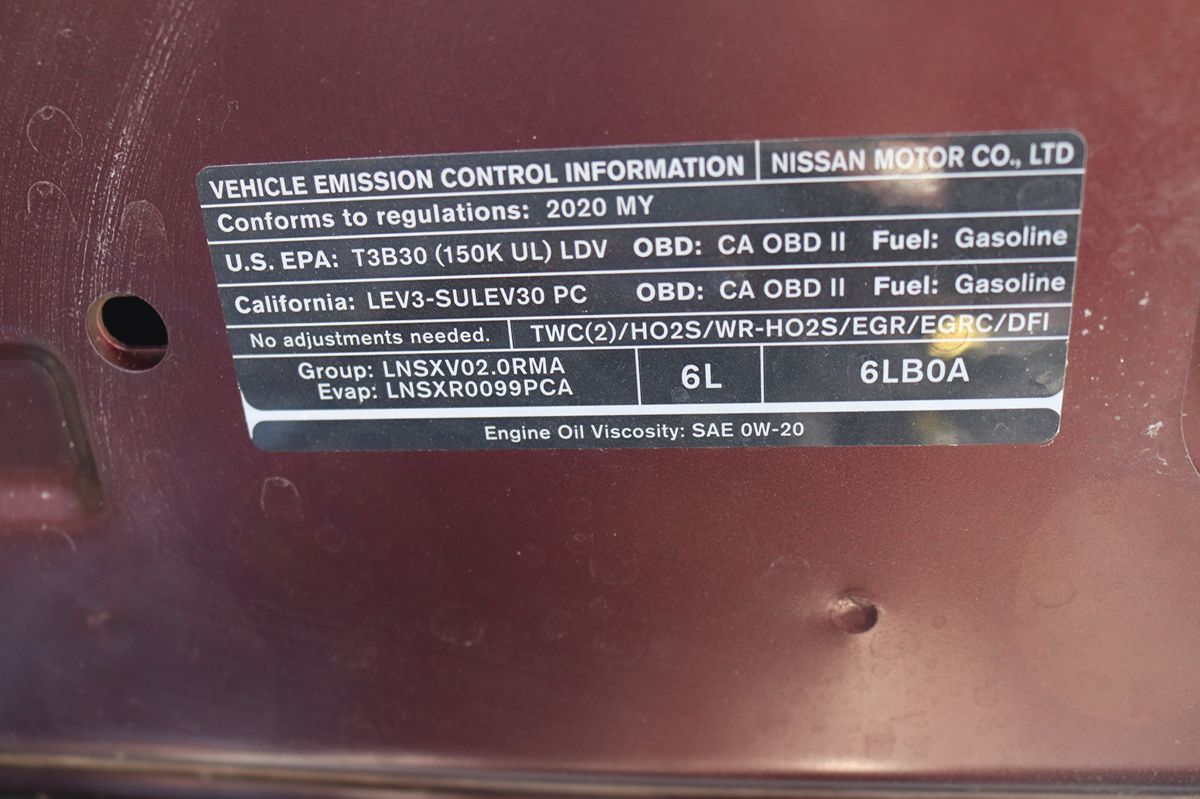 VEHICLE EMISSION CONTROL INFORMATION NISSAN MOTOR CO., LTD
Conforms to regulations: 2020 MY
U.S. EPA: T3B30 (150K UL) LDV OBD: CA OBD II Fuel: Gasoline
California: LEV3-SULEV30 PC OBD: CA OBD II Fuel: Gasoline
No adjustments needed. TWC(2)/HO2S/WR-HO2S/EGR/EGRC/DFI
Group: LNSXV02.0RMA 6L 6LB0A
Evap: LNSXR0099PCA
Engine Oil Viscosity: SAE 0W-20